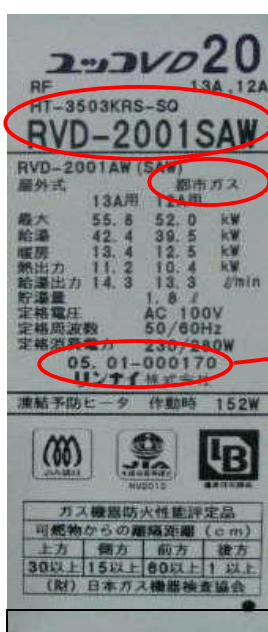 ユッコVD20
RF 13A,12A
HT-3503KRS-SQ
RVD-2001SAW
RVD-2001AW(SAW)
屋外式 都市ガス
13A用 12A用
最大 55.8 52.0 kW
給湯 42.4 39.5 kW
暖房 13.4 12.5 kW
熱出力 11.2 10.4 kW
給湯出力 14.3 13.3 ℓ/min
貯湯量 1.8 ℓ
定格電圧 AC 100V
定格周波数 50/60Hz
定格消費電力 230/280W
05.01-000170
リンナイ株式会社
凍結予防ヒータ 作動時 152W
JIA
ガス機器防火性能評定品
可燃物からの離隔距離(cm)
上方 側方 前方 後方
30以上 15以上 60以上 1以上
(財)日本ガス機器検査協会